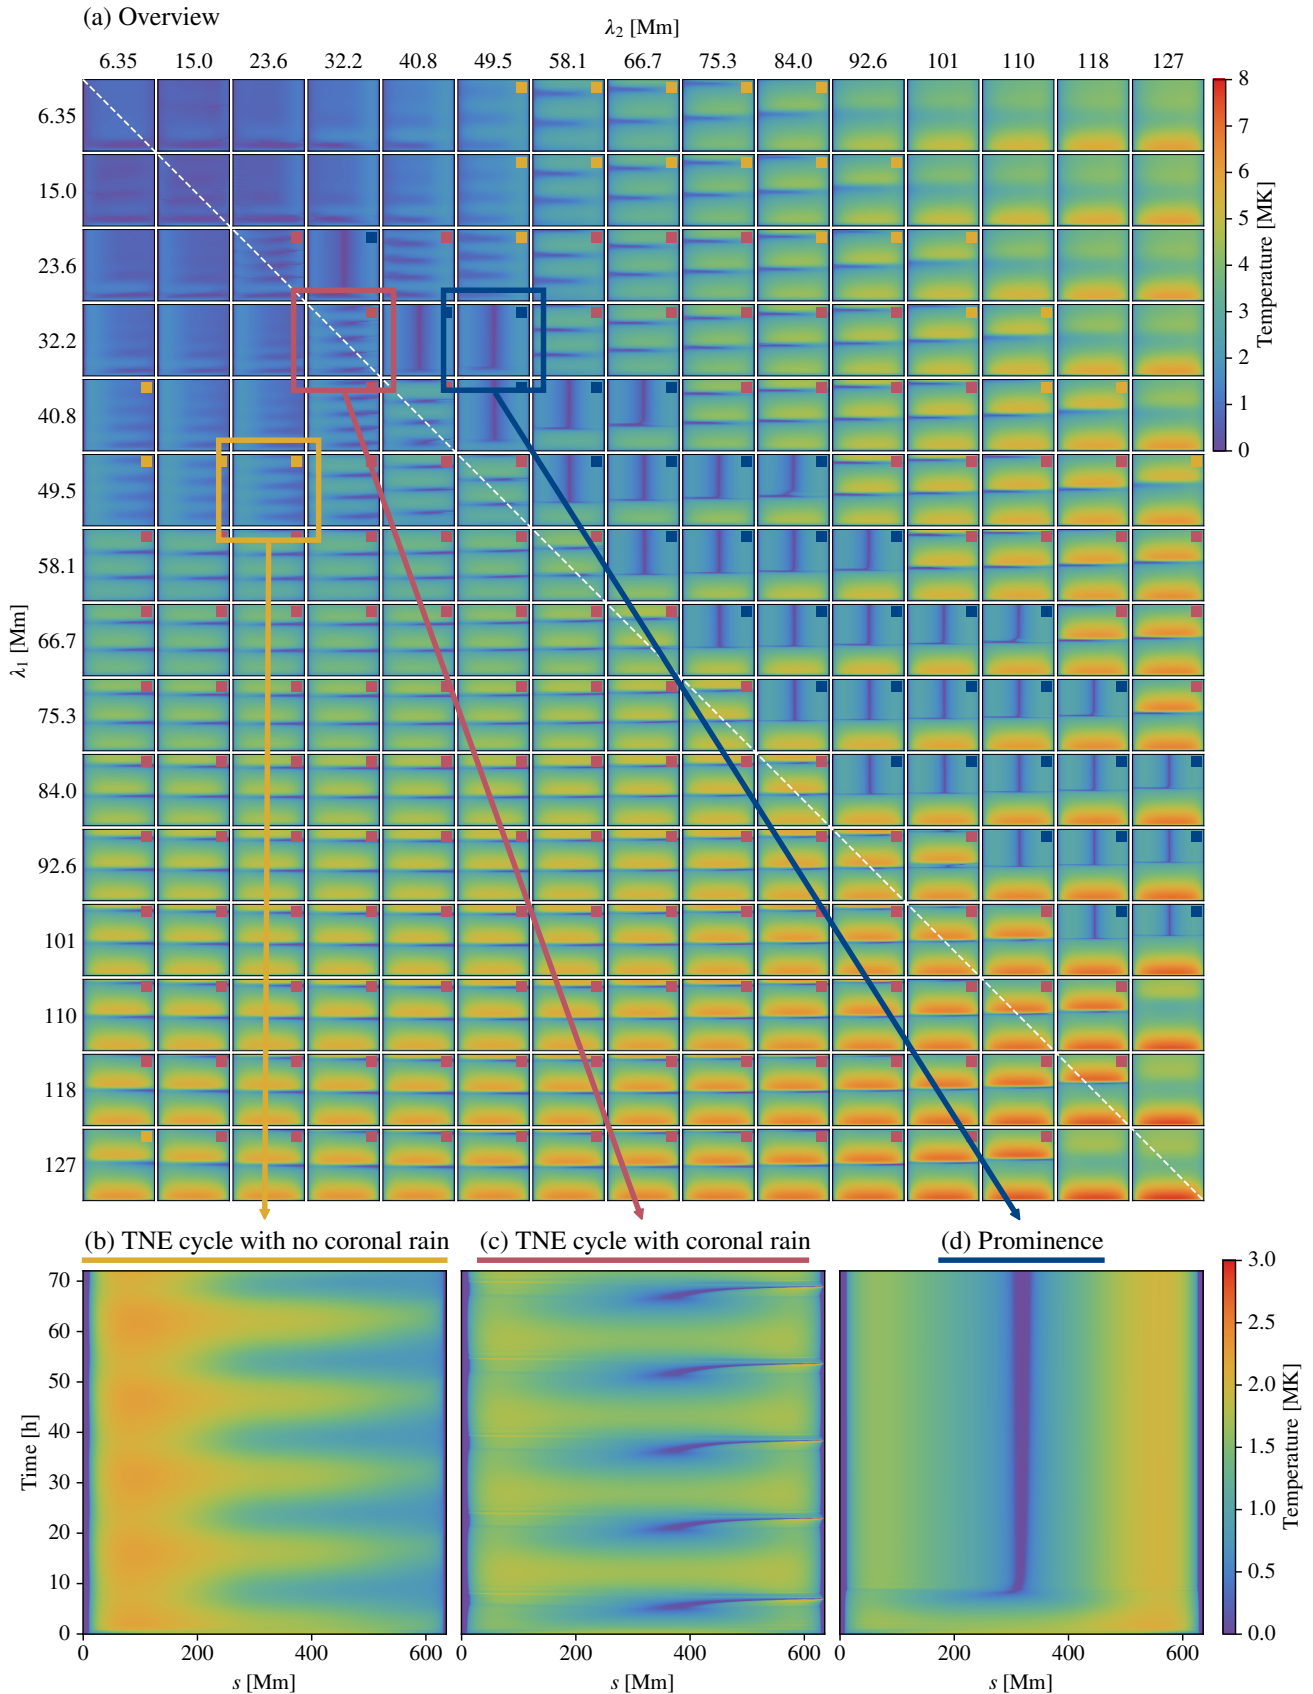 (a) Overview
λ2 [Mm]
6.35 15.0 23.6 32.2 40.8 49.5 58.1 66.7 75.3 84.0 92.6 101 110 118 127
6.35
15.0
23.6
32.2
40.8
49.5
58.1
66.7
75.3
84.0
92.6
101
110
118
127
λ1 [Mm]
8
7
6
5
4
3
2
1
0
Temperature [MK]
(b) TNE cycle with no coronal rain
(c) TNE cycle with coronal rain
(d) Prominence
70
60
50
40
30
20
10
0
Time [h]
0 200 400 600
s [Mm]
0 200 400 600
s [Mm]
0 200 400 600
s [Mm]
3.0
2.5
2.0
1.5
1.0
0.5
0.0
Temperature [MK]